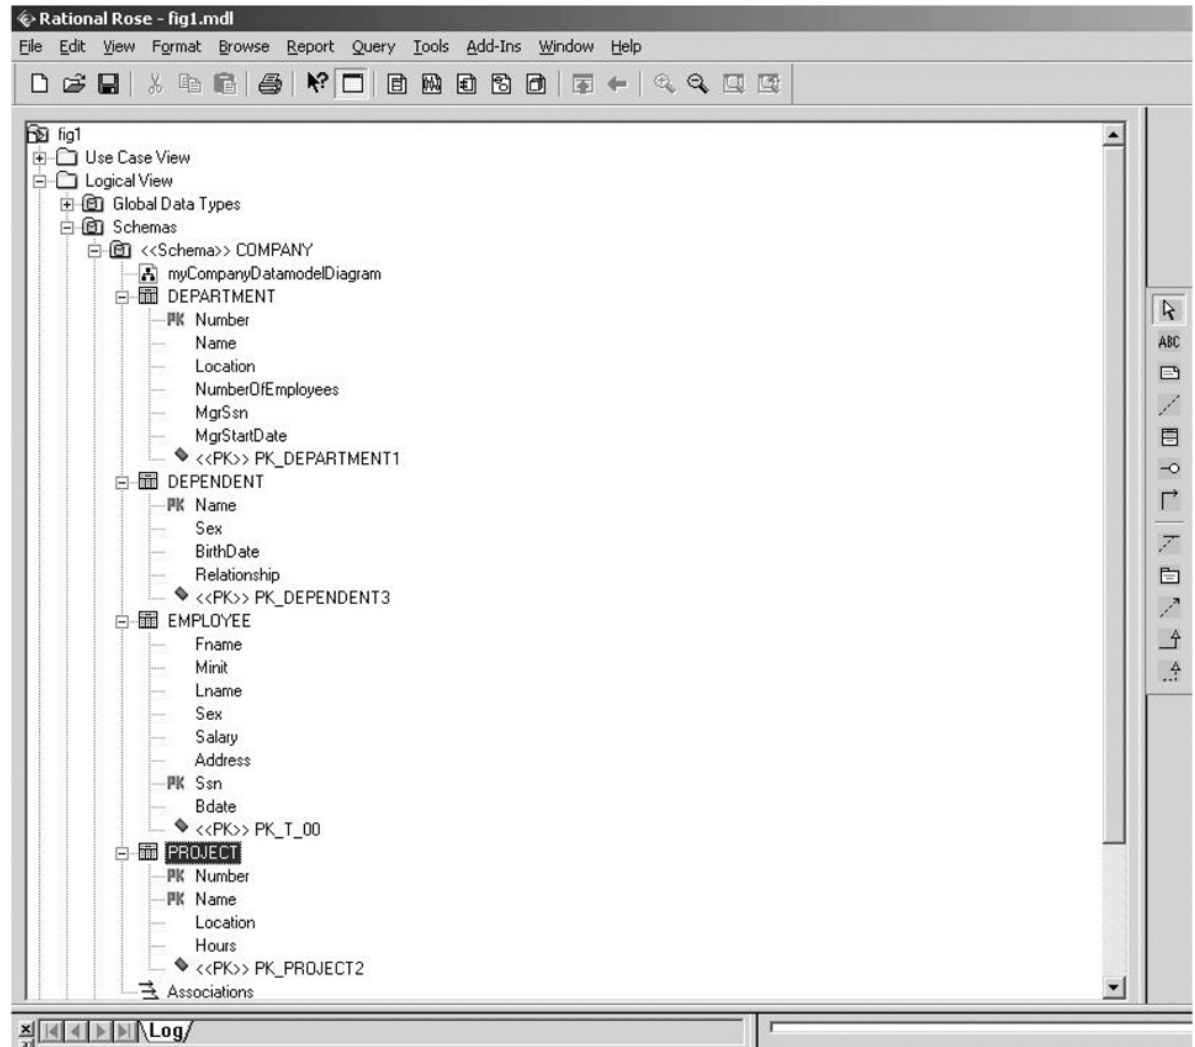 Rational Rose - fig1.mdl
File Edit View Format Browse Report Query Tools Add-Ins Window Help
fig1
Use Case View
Logical View
Global Data Types
Schemas
<<Schema>> COMPANY
myCompanyDatamodelDiagram
DEPARTMENT
PK Number
Name
Location
NumberOfEmployees
MgrSsn
MgrStartDate
<<PK>> PK_DEPARTMENT1
DEPENDENT
PK Name
Sex
BirthDate
Relationship
<<PK>> PK_DEPENDENT3
EMPLOYEE
Fname
Minit
Lname
Sex
Salary
Address
PK Ssn
Bdate
<<PK>> PK_T_00
PROJECT
PK Number
PK Name
Location
Hours
<<PK>> PK_PROJECT2
Associations
ABC
Log